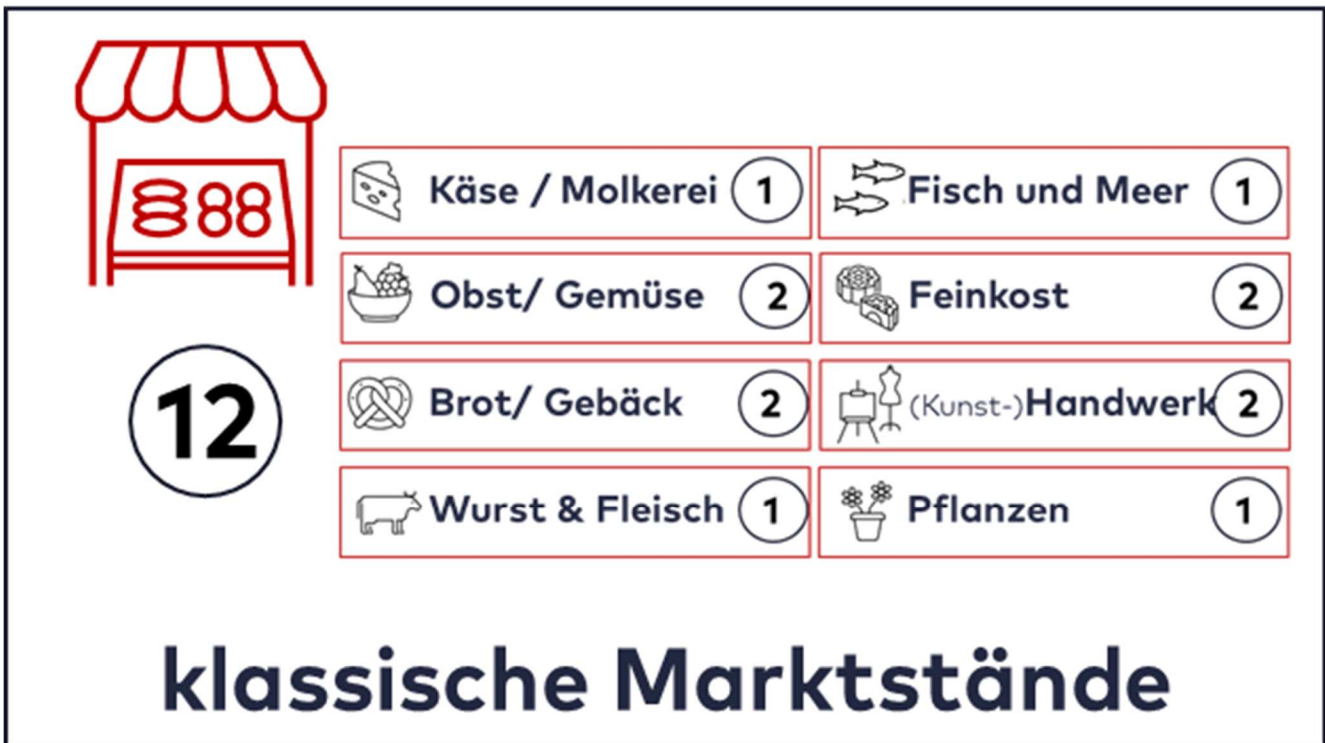 Käse / Molkerei 1
Fisch und Meer 1
Obst/ Gemüse 2
Feinkost 2
12
Brot/ Gebäck 2
(Kunst-)Handwerk 2
Wurst & Fleisch 1
Pflanzen 1
klassische Marktstände